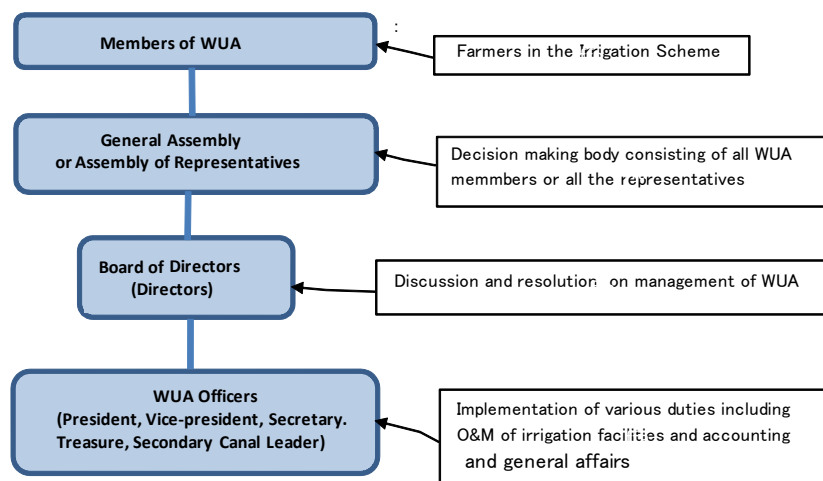 :
Members of WUA
Farmers in the Irrigation Scheme
General Assembly
or Assembly of Representatives
Decision making body consisting of all WUA
memmbers or all the representatives
Board of Directors
(Directors)
Discussion and resolution on management of WUA
WUA Officers
(President, Vice-president, Secretary.
Treasure, Secondary Canal Leader)
Implementation of various duties including
O&M of irrigation facilities and accounting
and general affairs